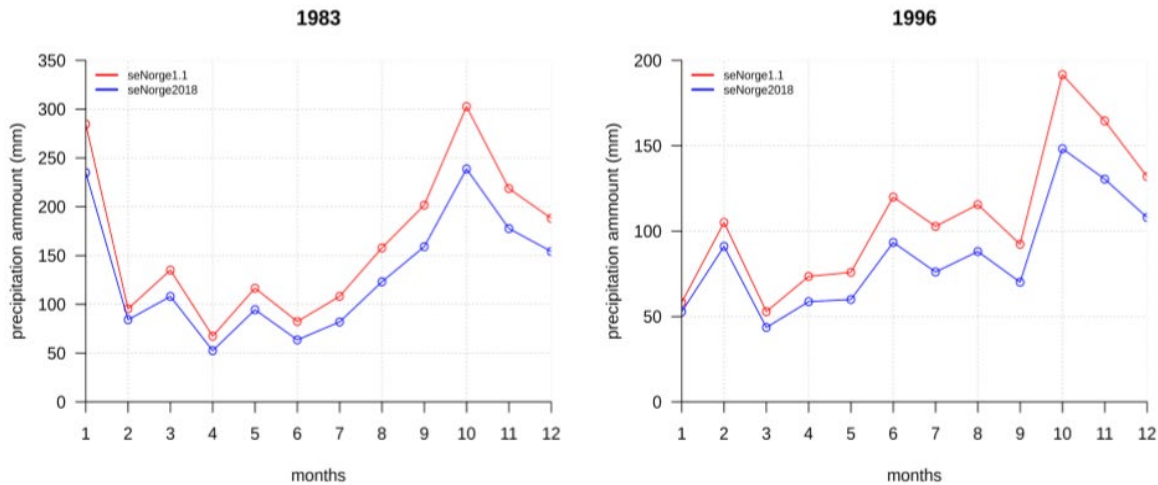 1983
350
300
250
200
150
100
50
0
precipitation ammount (mm)
seNorge1.1
seNorge2018
1 2 3 4 5 6 7 8 9 10 11 12
months
1996
200
150
100
50
0
precipitation ammount (mm)
seNorge1.1
seNorge2018
1 2 3 4 5 6 7 8 9 10 11 12
months